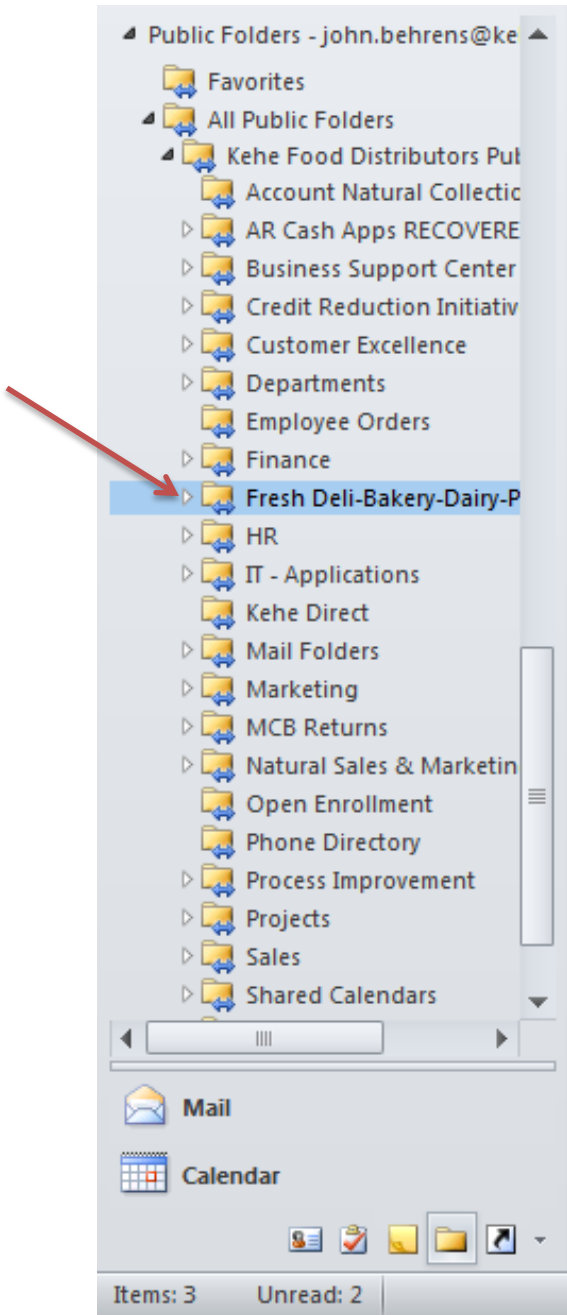 Public Folders - john.behrens@ke
Favorites
All Public Folders
Kehe Food Distributors Pub
Account Natural Collectio
AR Cash Apps RECOVERE
Business Support Center
Credit Reduction Initiativ
Customer Excellence
Departments
Employee Orders
Finance
Fresh Deli-Bakery-Dairy-P
HR
IT - Applications
Kehe Direct
Mail Folders
Marketing
MCB Returns
Natural Sales & Marketin
Open Enrollment
Phone Directory
Process Improvement
Projects
Sales
Shared Calendars
Mail
Calendar
Items: 3 Unread: 2